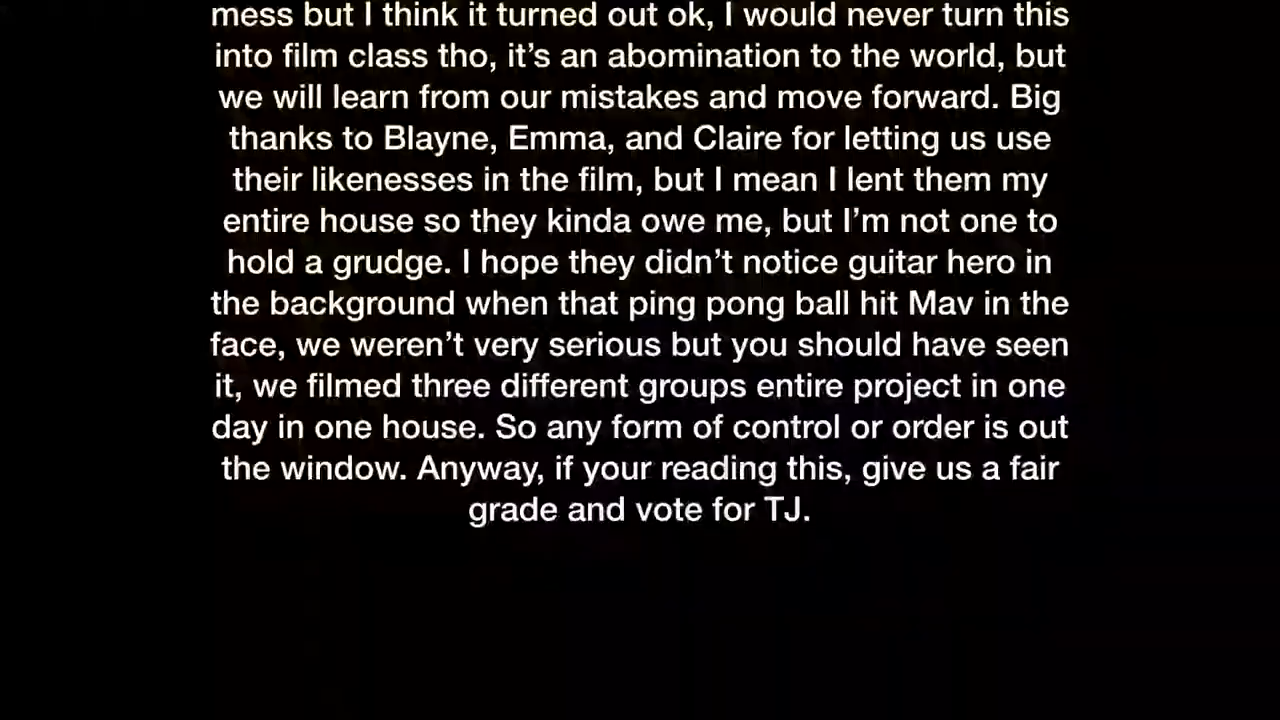 mess but I think it turned out ok, I would never turn this
into film class tho, it’s an abomination to the world, but
we will learn from our mistakes and move forward. Big
thanks to Blayne, Emma, and Claire for letting us use
their likenesses in the film, but I mean I lent them my
entire house so they kinda owe me, but I’m not one to
hold a grudge. I hope they didn’t notice guitar hero in
the background when that ping pong ball hit Mav in the
face, we weren’t very serious but you should have seen
it, we filmed three different groups entire project in one
day in one house. So any form of control or order is out
the window. Anyway, if your reading this, give us a fair
grade and vote for TJ.